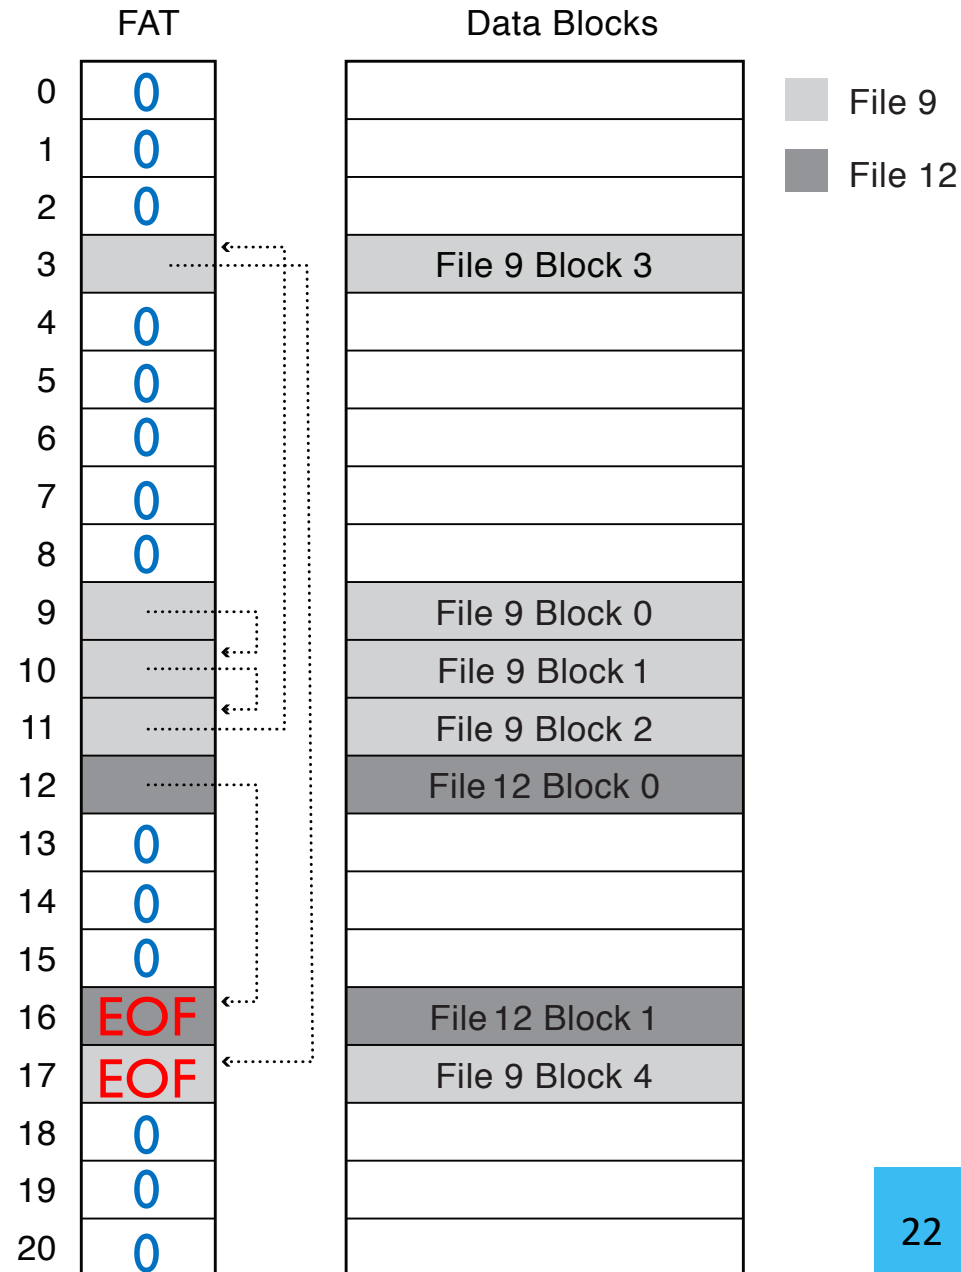 FAT Data Blocks
0 0 File 9
1 0
File 12
2 0
3 File 9 Block 3
4 0
5 0
6 0
7 0
8 0
9 File 9 Block 0
10 File 9 Block 1
11 File 9 Block 2
12 File 12 Block 0
13 0
14 0
15 0
16 EOF File 12 Block 1
17 EOF File 9 Block 4
18 0
19 0
20 0
22